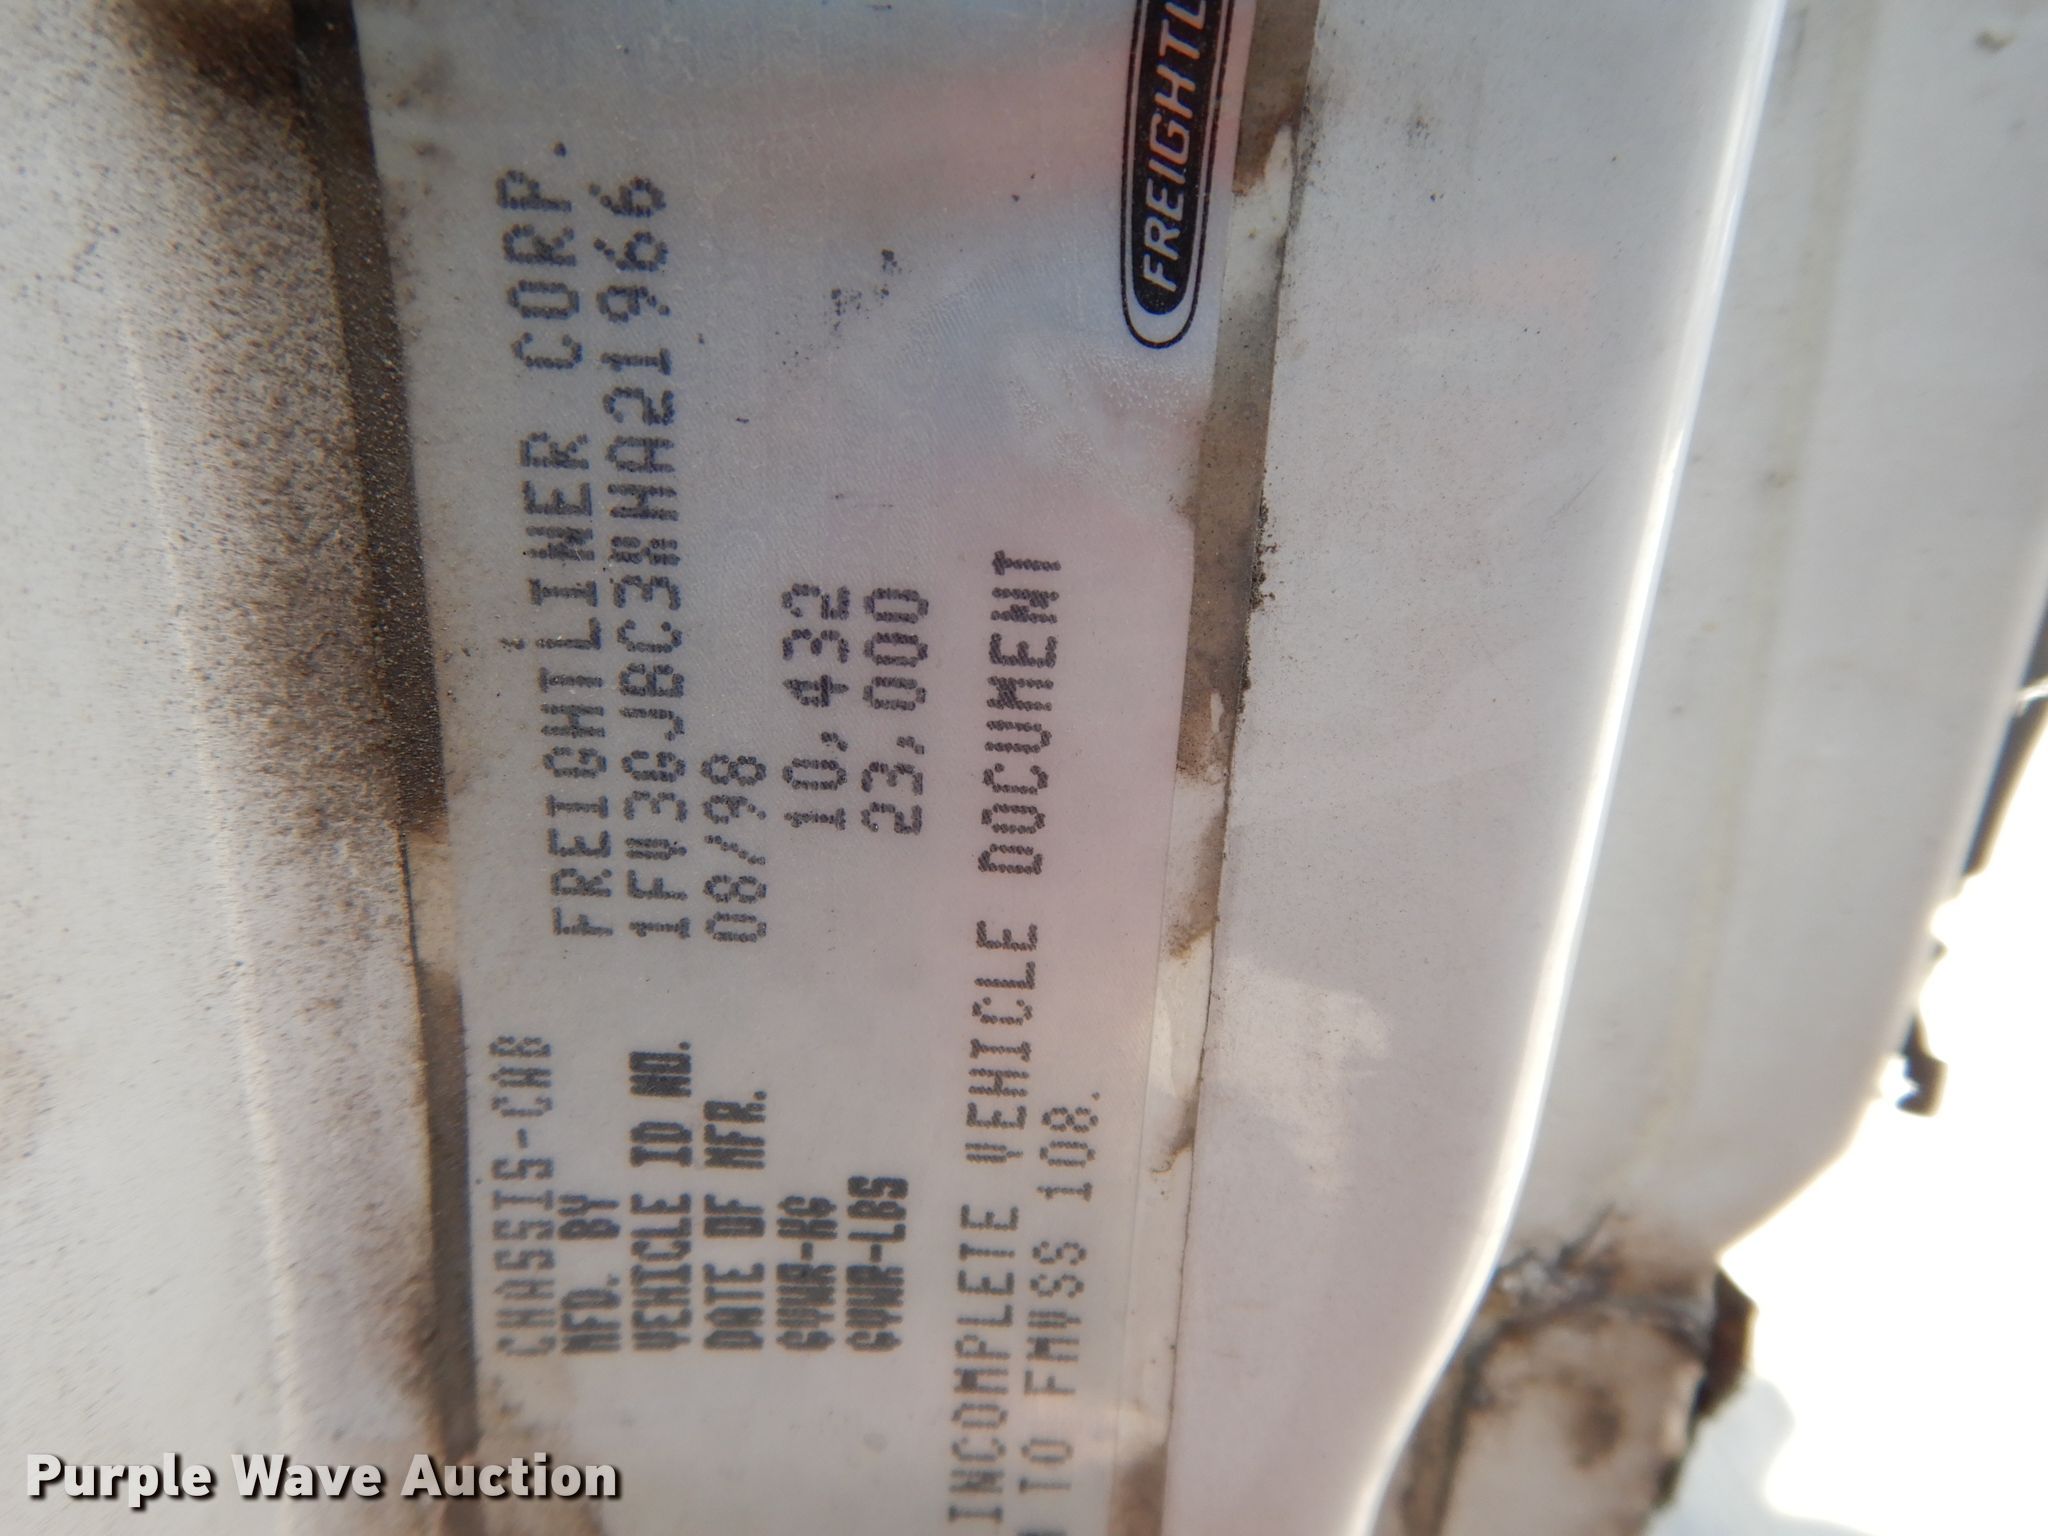 CHASSIS-CAB
MFD. BY FREIGHTLINER CORP.
VEHICLE ID NO. 1FV3GJBC3XHA21966
DATE OF MFR. 08/98
GVWR-KG 10,432
GVWR-LBS 23,000
INCOMPLETE VEHICLE DOCUMENT
TO FMVSS 108.
FREIGHTL
Purple Wave Auction